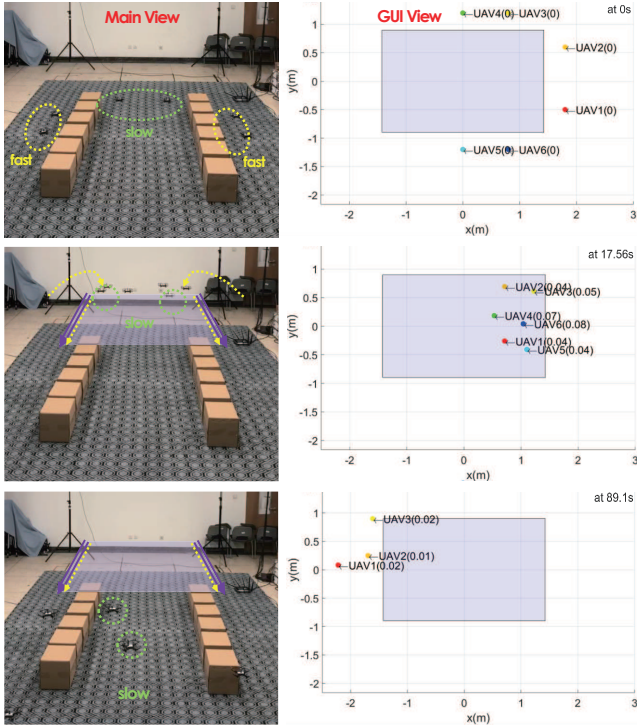 Main View
GUI View
at 0s
slow
fast
fast
y(m)
1
0.5
0
-0.5
-1
-1.5
-2
←UAV4(0)
←UAV3(0)
←UAV2(0)
←UAV1(0)
←UAV5(0)
←UAV6(0)
-2
-1
0
1
2
3
x(m)
at 17.56s
slow
y(m)
1
0.5
0
-0.5
-1
-1.5
-2
←UAV2(0.04)
←UAV3(0.05)
←UAV4(0.07)
←UAV6(0.08)
←UAV1(0.04)
←UAV5(0.04)
-2
-1
0
1
2
3
x(m)
at 89.1s
slow
y(m)
1
0.5
0
-0.5
-1
-1.5
-2
←UAV3(0.02)
←UAV2(0.01)
←UAV1(0.02)
-2
-1
0
1
2
3
x(m)